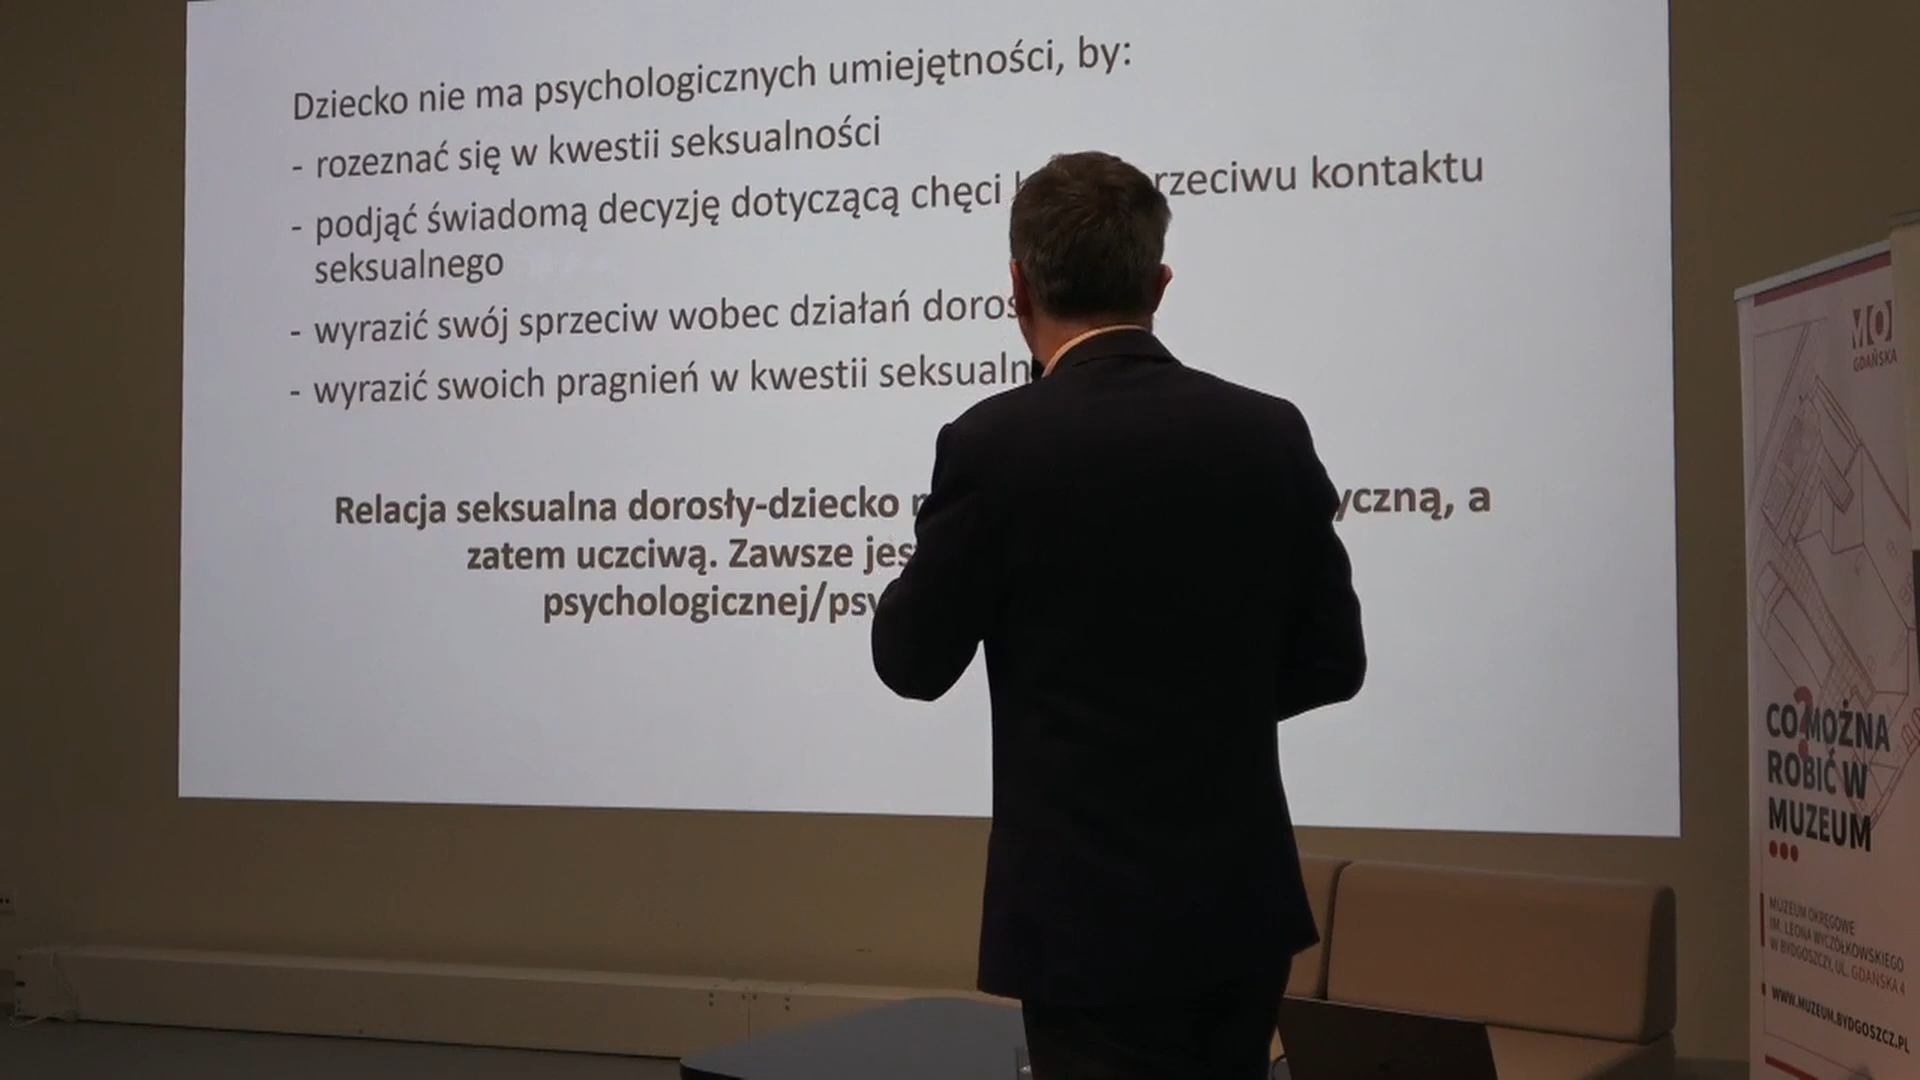 Dziecko nie ma psychologicznych umiejętności, by:
- rozeznać się w kwestii seksualności
- podjąć świadomą decyzję dotyczącą chęci rzeciwu kontaktu
seksualnego
- wyrazić swój sprzeciw wobec działań doros
- wyrazić swoich pragnień w kwestii seksualn
Relacja seksualna dorosły-dziecko yczną, a
zatem uczciwą. Zawsze jes
psychologicznej/psy
MO
GDAŃSKA
CO MOŻNA
ROBIĆ W
MUZEUM
?
MUZEUM OKRĘGOWE
IM. LEONA WYCZÓŁKOWSKIEGO
W BYDGOSZCZY, UL. GDAŃSKA 4
WWW.MUZEUM.BYDGOSZCZ.PL